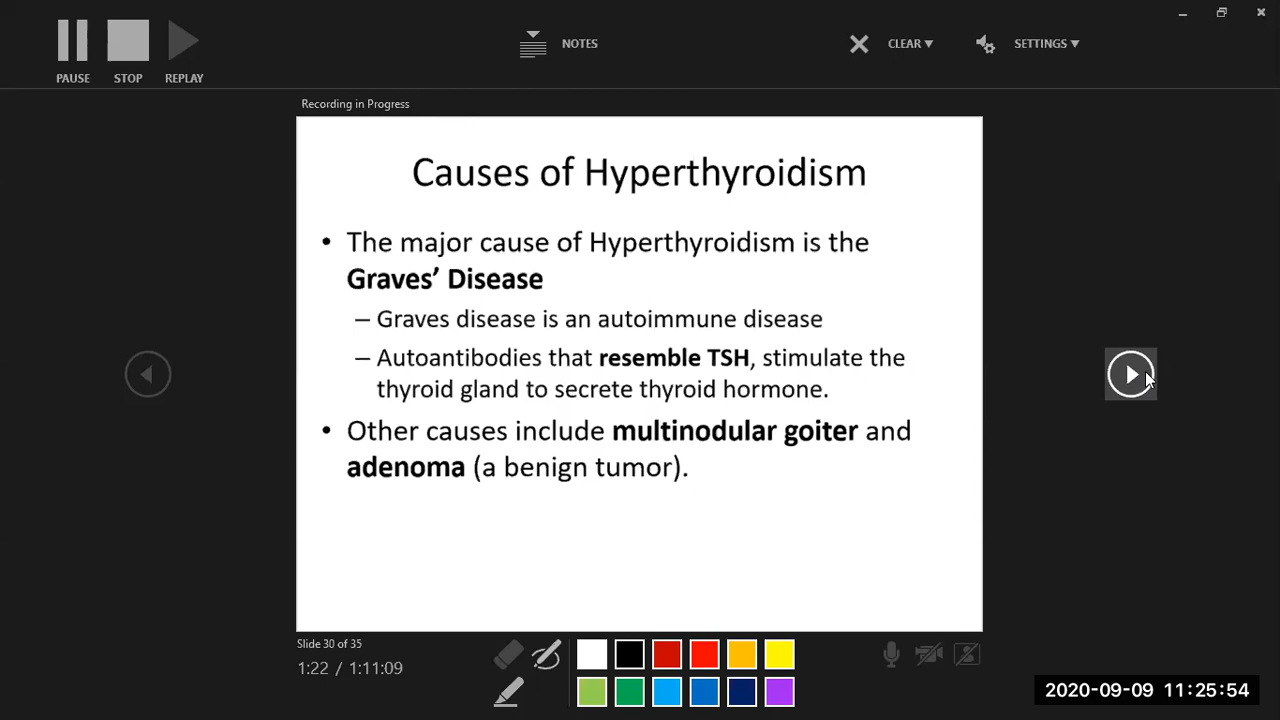 PAUSE STOP REPLAY
NOTES
CLEAR
SETTINGS
Recording in Progress
Causes of Hyperthyroidism
• The major cause of Hyperthyroidism is the
Graves’ Disease
– Graves disease is an autoimmune disease
– Autoantibodies that resemble TSH, stimulate the
thyroid gland to secrete thyroid hormone.
• Other causes include multinodular goiter and
adenoma (a benign tumor).
Slide 30 of 35
1:22 / 1:11:09
2020-09-09 11:25:54